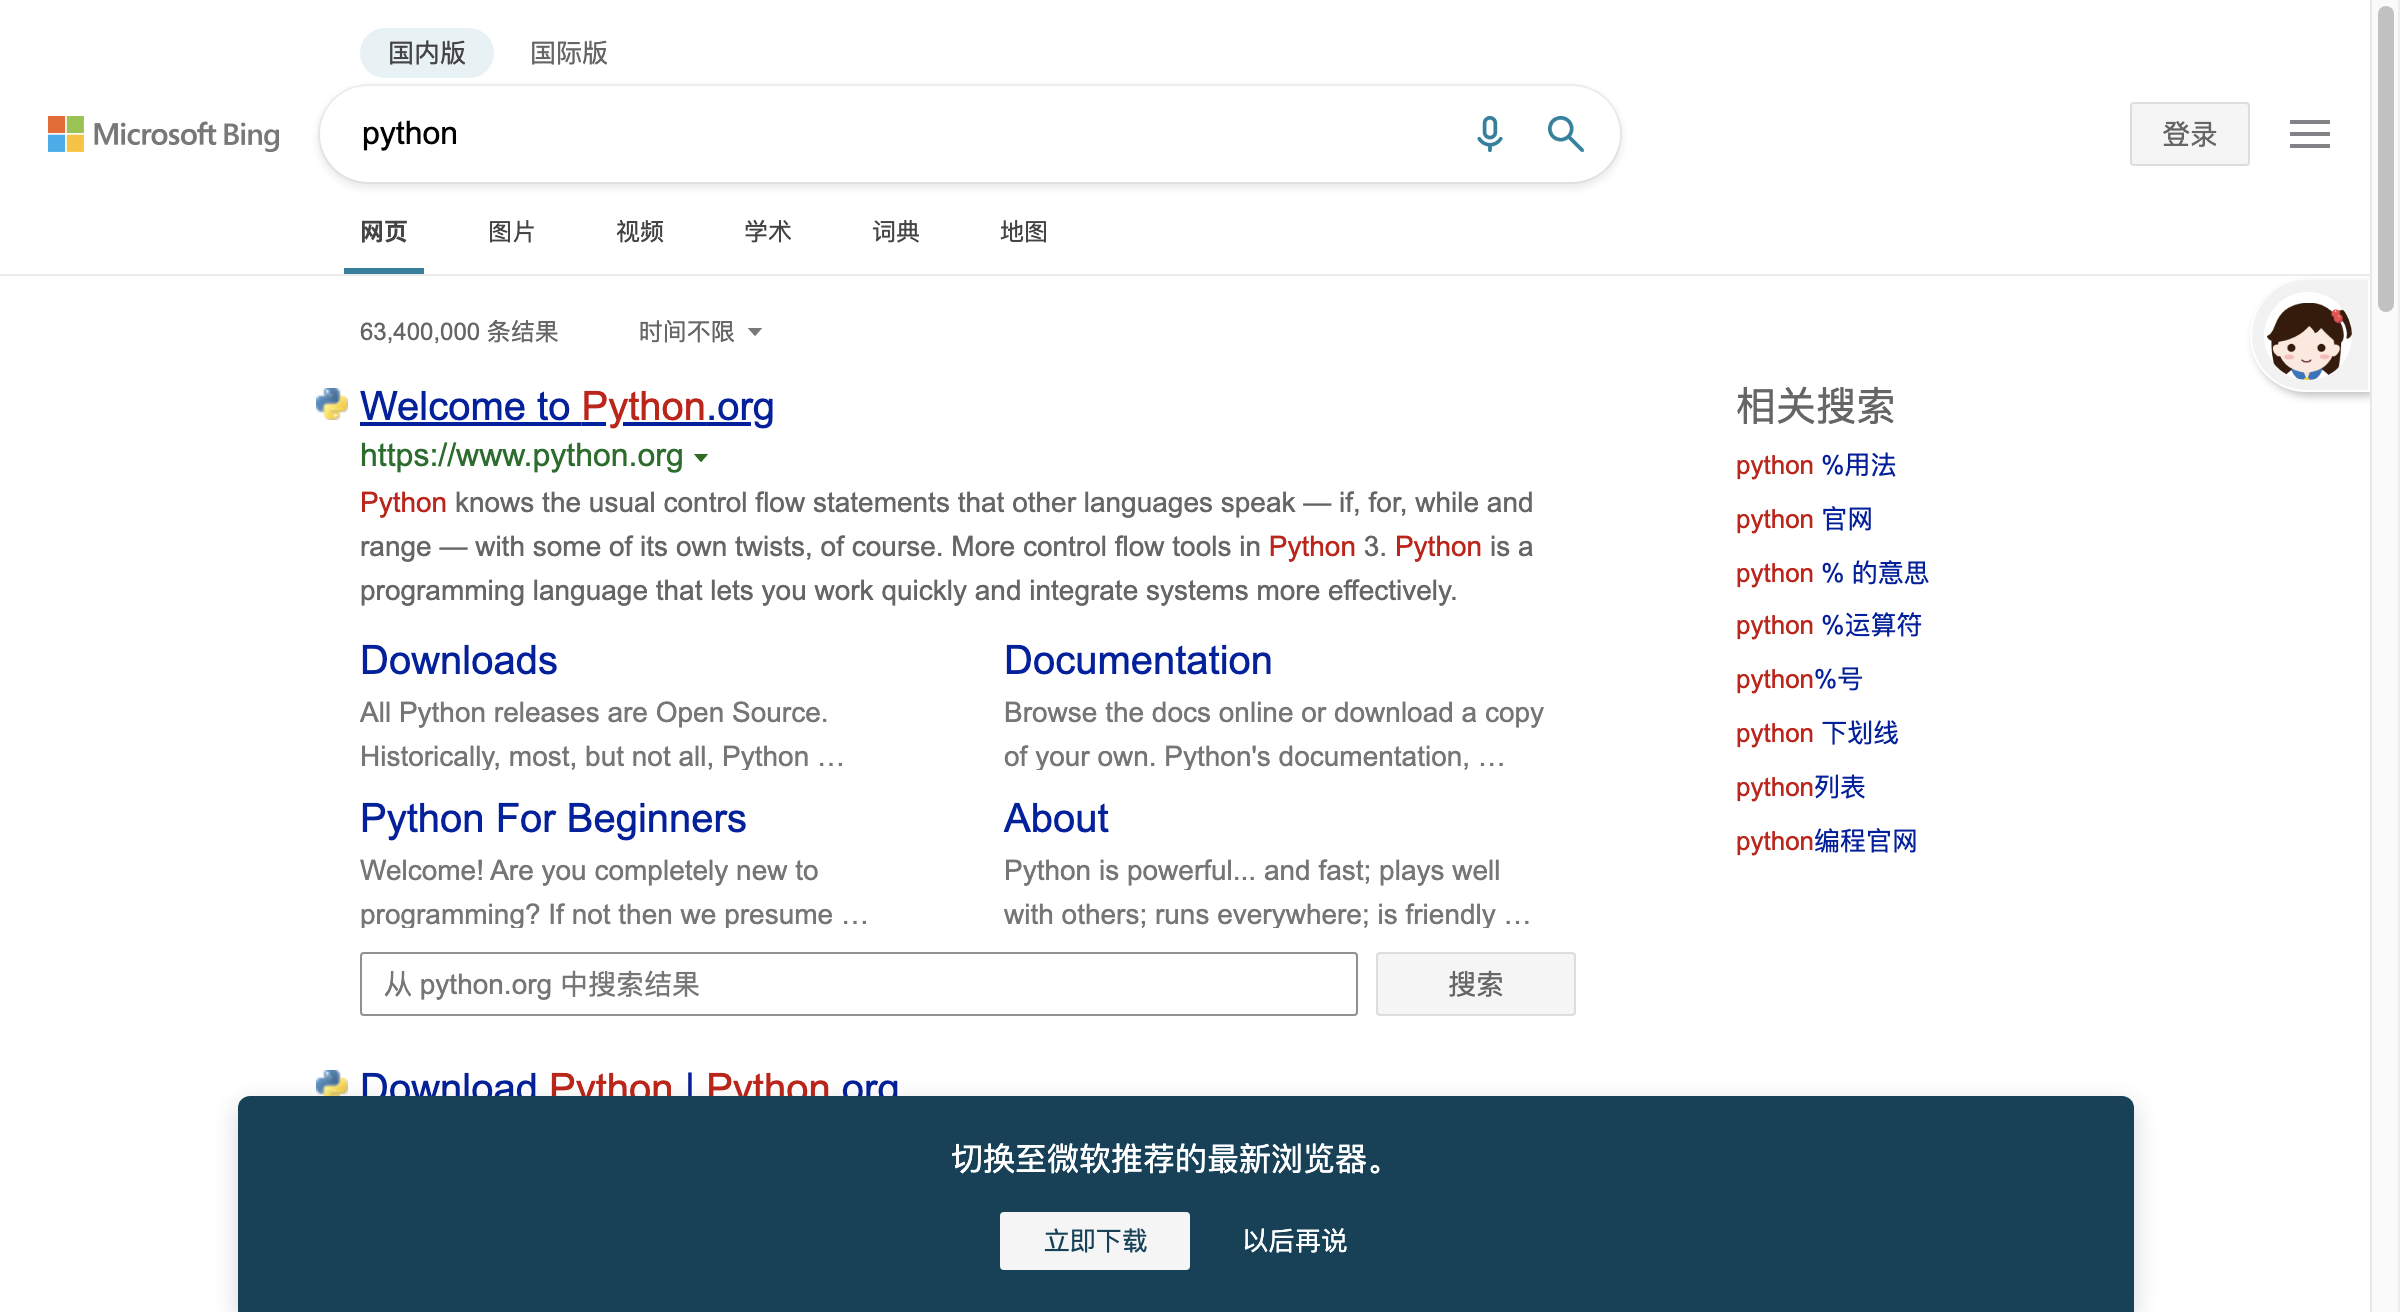 国内版 国际版
Microsoft Bing
python
登录
网页 图片 视频 学术 词典 地图
63,400,000 条结果 时间不限
Welcome to Python.org
https://www.python.org
Python knows the usual control flow statements that other languages speak — if, for, while and
range — with some of its own twists, of course. More control flow tools in Python 3. Python is a
programming language that lets you work quickly and integrate systems more effectively.
Downloads
All Python releases are Open Source.
Historically, most, but not all, Python …
Documentation
Browse the docs online or download a copy
of your own. Python's documentation, …
Python For Beginners
Welcome! Are you completely new to
programming? If not then we presume …
About
Python is powerful... and fast; plays well
with others; runs everywhere; is friendly …
从 python.org 中搜索结果
搜索
Download Python | Python.org
相关搜索
python %用法
python 官网
python % 的意思
python %运算符
python%号
python 下划线
python列表
python编程官网
切换至微软推荐的最新浏览器。
立即下载 以后再说